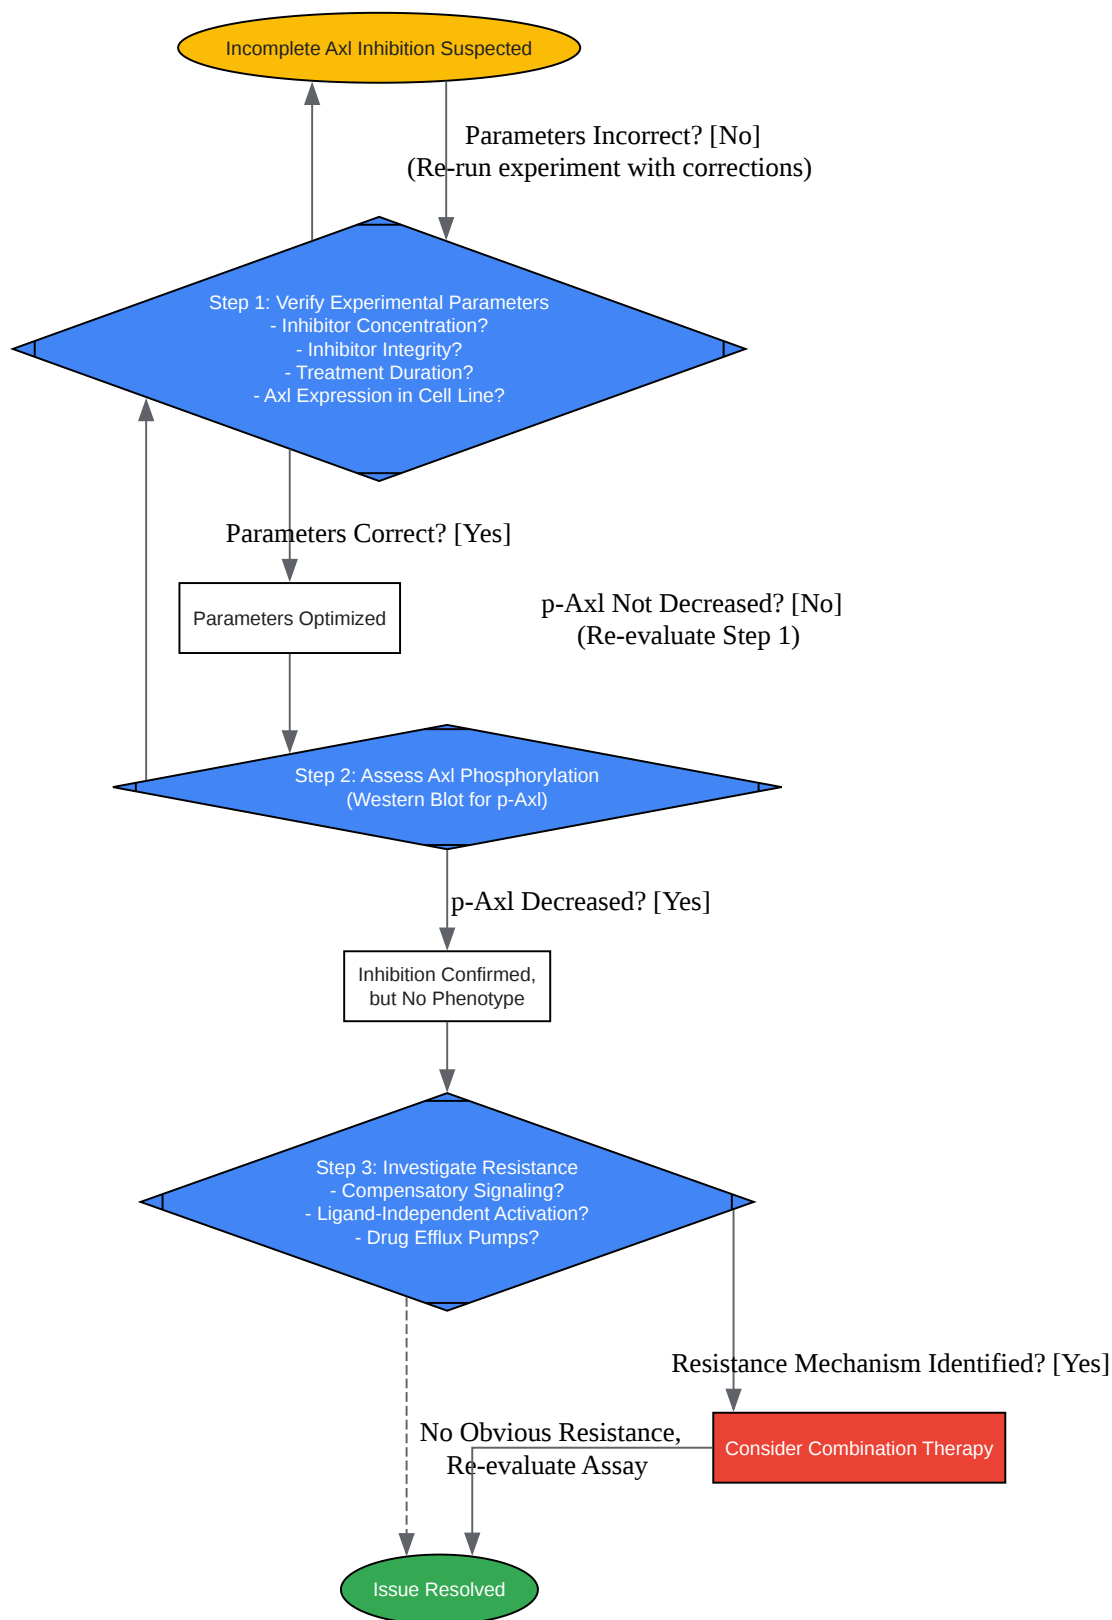 Incomplete Axl Inhibition Suspected
Parameters Incorrect? [No]
(Re-run experiment with corrections)
Step 1: Verify Experimental Parameters
- Inhibitor Concentration?
- Inhibitor Integrity?
- Treatment Duration?
- Axl Expression in Cell Line?
Parameters Correct? [Yes]
Parameters Optimized
p-Axl Not Decreased? [No]
(Re-evaluate Step 1)
Step 2: Assess Axl Phosphorylation
(Western Blot for p-Axl)
p-Axl Decreased? [Yes]
Inhibition Confirmed,
but No Phenotype
Step 3: Investigate Resistance
- Compensatory Signaling?
- Ligand-Independent Activation?
- Drug Efflux Pumps?
Resistance Mechanism Identified? [Yes]
No Obvious Resistance,
Re-evaluate Assay
Consider Combination Therapy
Issue Resolved